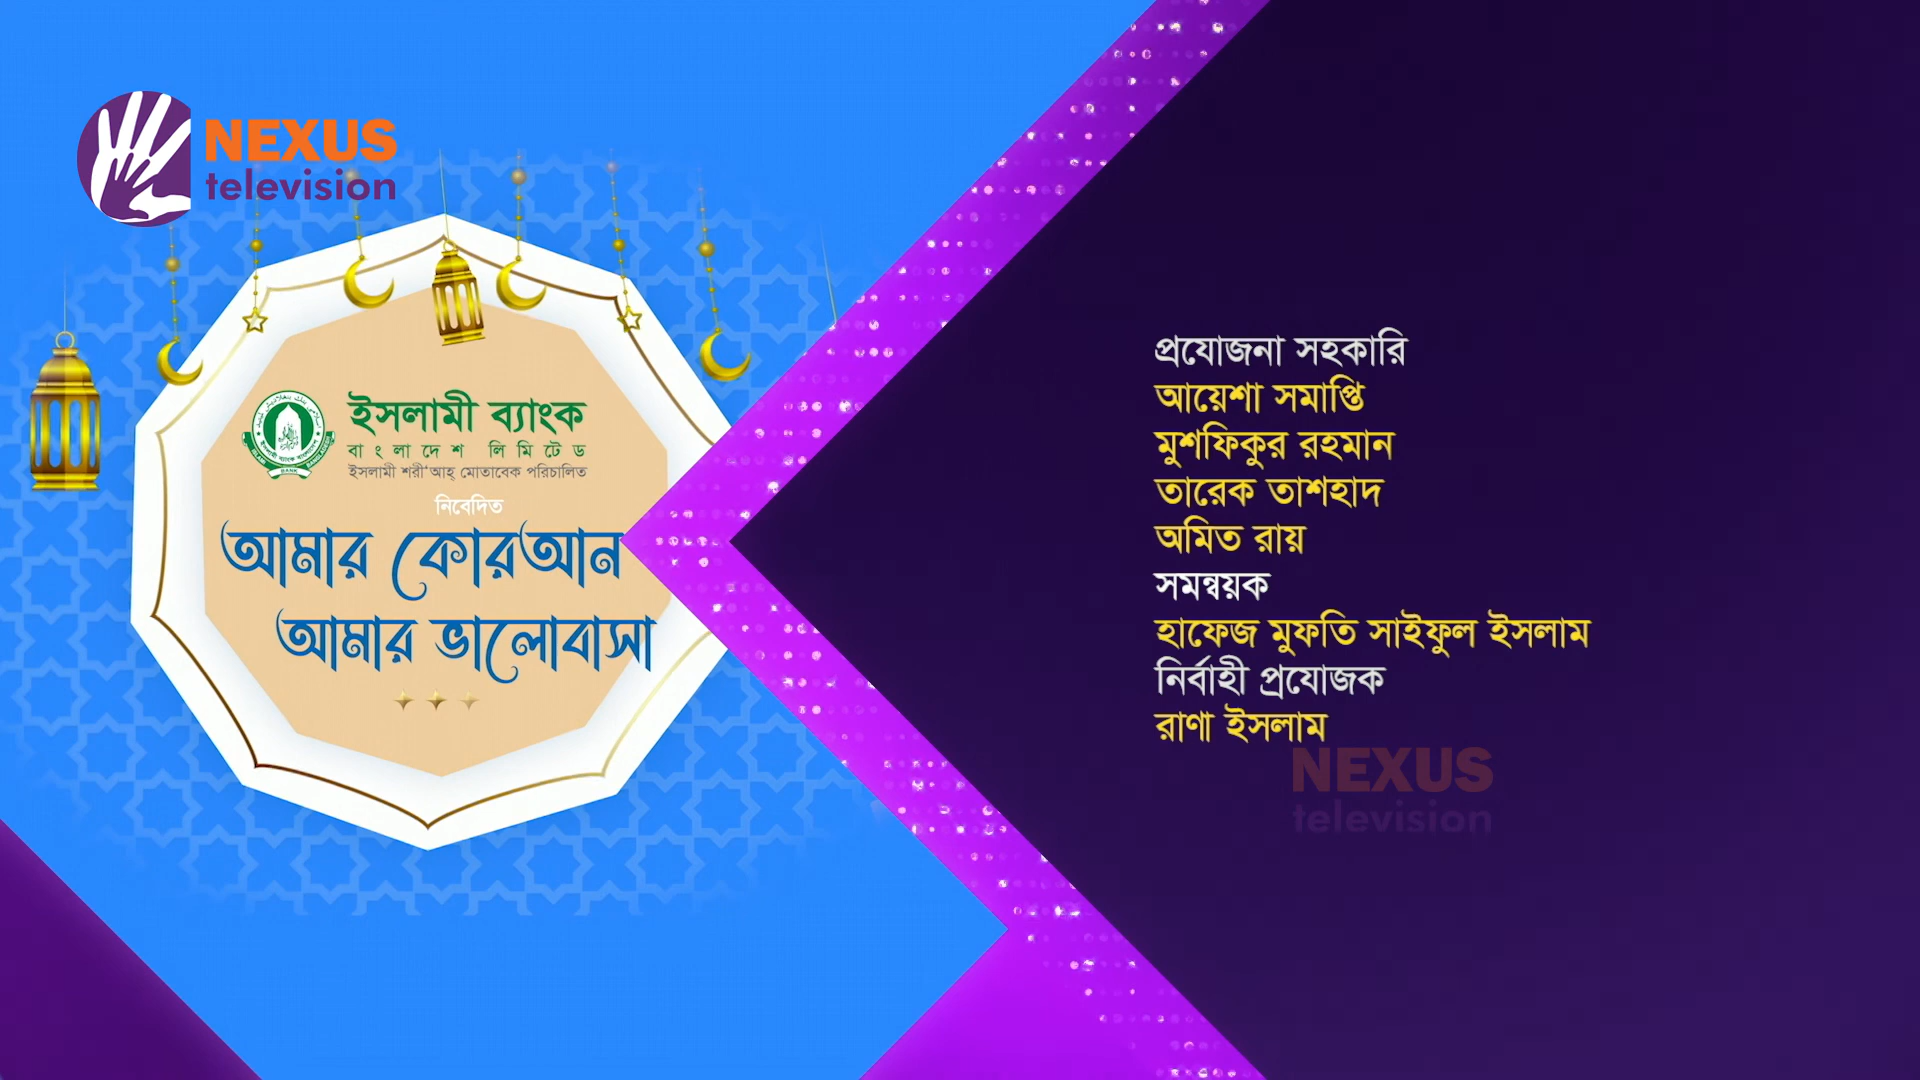 NEXUS
television
ইসলামী ব্যাংক
বাংলাদেশ লিমিটেড
ইসলামী শরী‘আহ্ মোতাবেক পরিচালিত
নিবেদিত
আমার কোরআন
আমার ভালোবাসা
প্রযোজনা সহকারি
আয়েশা সমাপ্তি
মুশফিকুর রহমান
তারেক তাশহাদ
অমিত রায়
সমন্বয়ক
হাফেজ মুফতি সাইফুল ইসলাম
নির্বাহী প্রযোজক
রাণা ইসলাম
NEXUS
television